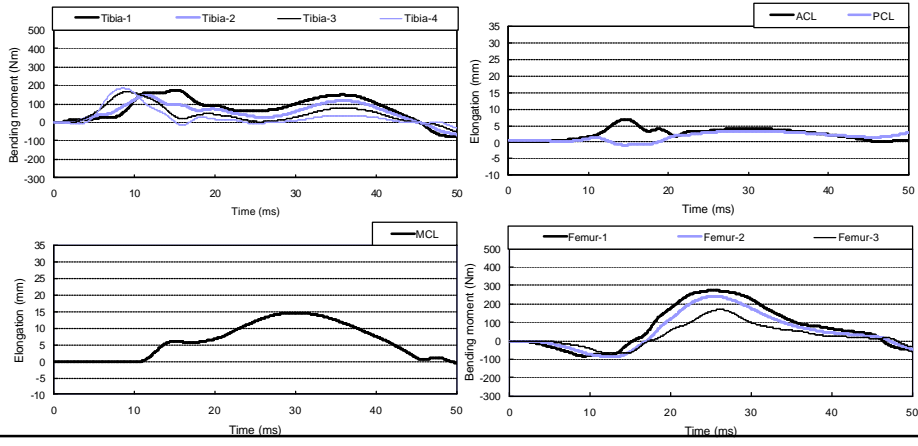 Tibia-1 Tibia-2 Tibia-3 Tibia-4
Bending moment (Nm)
500
400
300
200
100
0
-100
-200
-300
0 10 20 30 40 50
Time (ms)
ACL PCL
Elongation (mm)
35
30
25
20
15
10
5
0
-5
-10
0 10 20 30 40 50
Time (ms)
MCL
Elongation (mm)
35
30
25
20
15
10
5
0
-5
-10
0 10 20 30 40 50
Time (ms)
Femur-1 Femur-2 Femur-3
Bending moment (Nm)
500
400
300
200
100
0
-100
-200
-300
0 10 20 30 40 50
Time (ms)